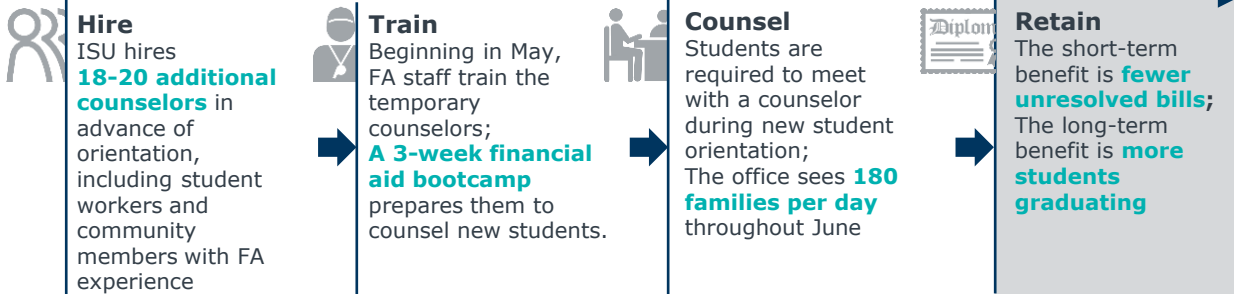 Hire
ISU hires
18-20 additional
counselors in
advance of
orientation,
including student
workers and
community
members with FA
experience
Train
Beginning in May,
FA staff train the
temporary
counselors;
A 3-week financial
aid bootcamp
prepares them to
counsel new students.
Counsel
Students are
required to meet
with a counselor
during new student
orientation;
The office sees 180
families per day
throughout June
Diplom
Retain
The short-term
benefit is fewer
unresolved bills;
The long-term
benefit is more
students
graduating